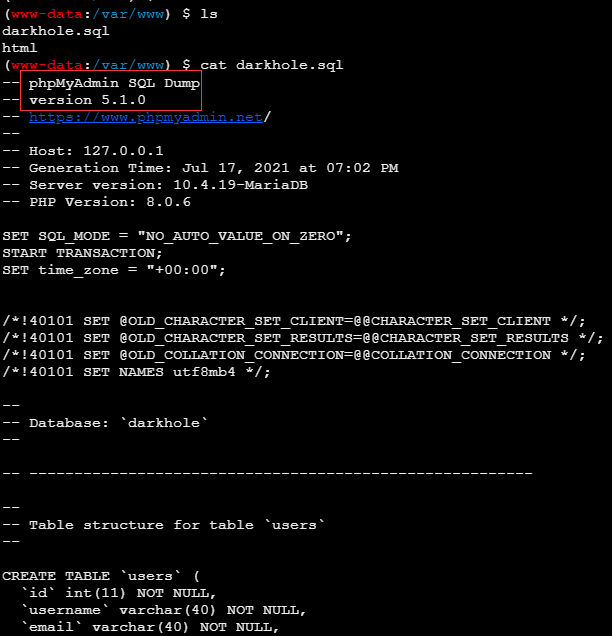 (www-data:/var/www) $ ls
darkhole.sql
html
(www-data:/var/www) $ cat darkhole.sql
-- phpMyAdmin SQL Dump
-- version 5.1.0
-- https://www.phpmyadmin.net/
--
-- Host: 127.0.0.1
-- Generation Time: Jul 17, 2021 at 07:02 PM
-- Server version: 10.4.19-MariaDB
-- PHP Version: 8.0.6

SET SQL_MODE = "NO_AUTO_VALUE_ON_ZERO";
START TRANSACTION;
SET time_zone = "+00:00";


/*!40101 SET @OLD_CHARACTER_SET_CLIENT=@@CHARACTER_SET_CLIENT */;
/*!40101 SET @OLD_CHARACTER_SET_RESULTS=@@CHARACTER_SET_RESULTS */;
/*!40101 SET @OLD_COLLATION_CONNECTION=@@COLLATION_CONNECTION */;
/*!40101 SET NAMES utf8mb4 */;

--
-- Database: `darkhole`
--

-- --------------------------------------------------------

--
-- Table structure for table `users`
--

CREATE TABLE `users` (
  `id` int(11) NOT NULL,
  `username` varchar(40) NOT NULL,
  `email` varchar(40) NOT NULL,